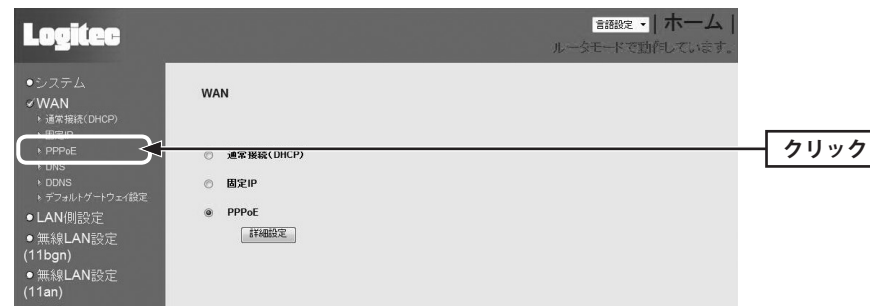 Logitec
言語設定 | ホーム |
ルータモードで動作しています。
●システム
✔WAN
通常接続(DHCP)
固定IP
PPPoE
DNS
DDNS
デフォルトゲートウェイ設定
●LAN側設定
●無線LAN設定
(11bgn)
●無線LAN設定
(11an)
WAN
通常接続(DHCP)
固定IP
PPPoE
詳細設定
クリック